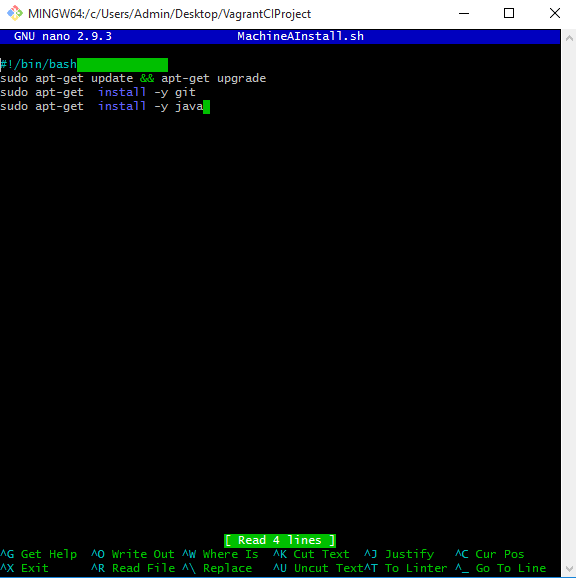 MINGW64:/c/Users/Admin/Desktop/VagrantCIProject
GNU nano 2.9.3 MachineAInstall.sh
#!/bin/bash
sudo apt-get update && apt-get upgrade
sudo apt-get  install -y git
sudo apt-get  install -y java
[ Read 4 lines ]
^G Get Help ^O Write Out ^W Where Is ^K Cut Text ^J Justify ^C Cur Pos
^X Exit ^R Read File ^\ Replace ^U Uncut Text ^T To Linter ^_ Go To Line